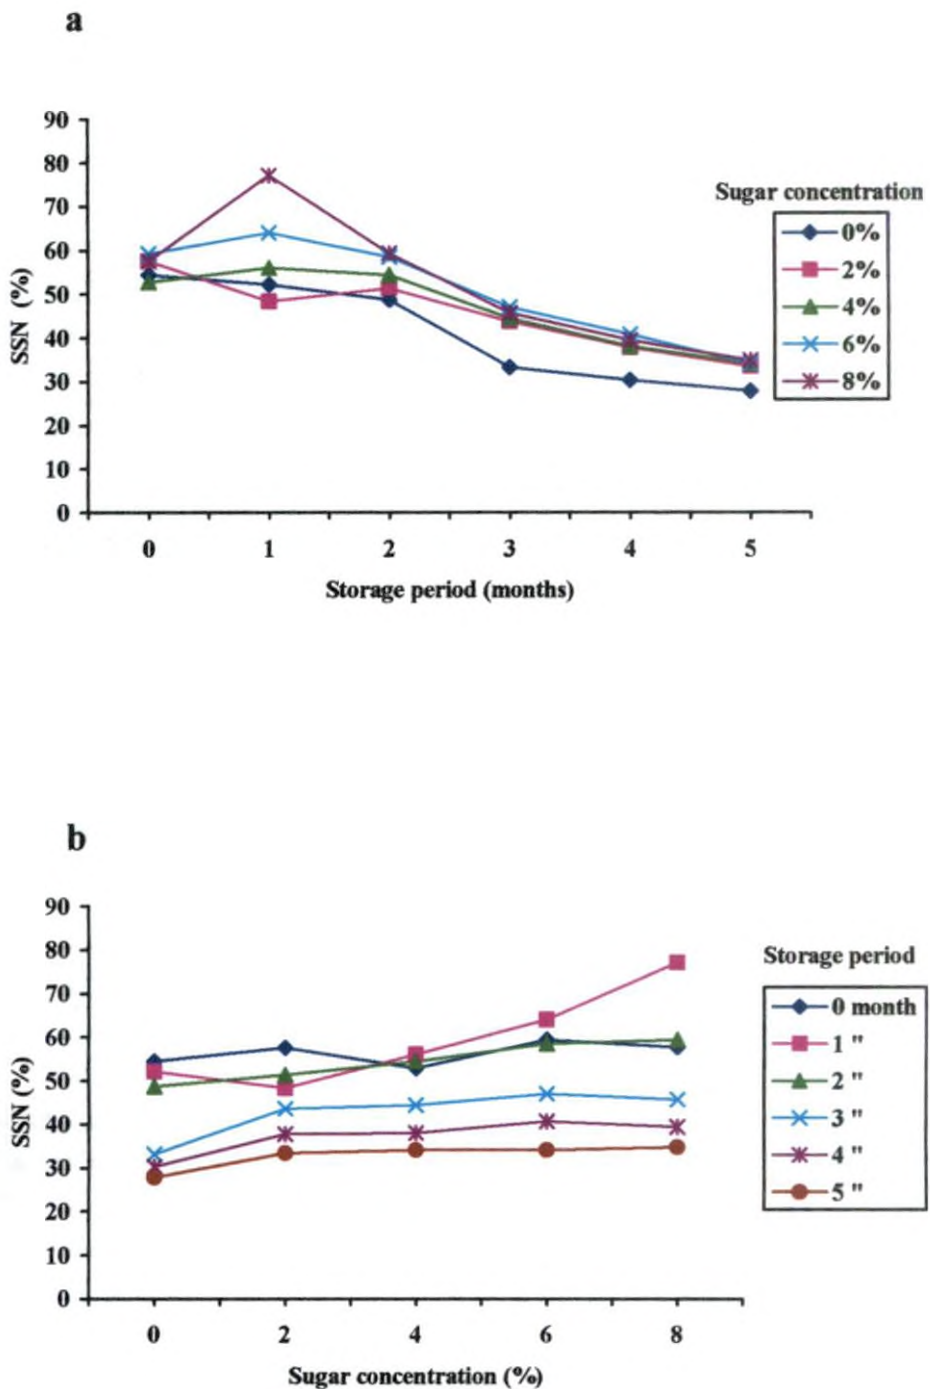 a
90
80
70
60
50
40
30
20
10
0
SSN (%)
0 1 2 3 4 5
Storage period (months)
Sugar concentration
0%
2%
4%
6%
8%
b
90
80
70
60
50
40
30
20
10
0
SSN (%)
0 2 4 6 8
Sugar concentration (%)
Storage period
0 month
1 "
2 "
3 "
4 "
5 "